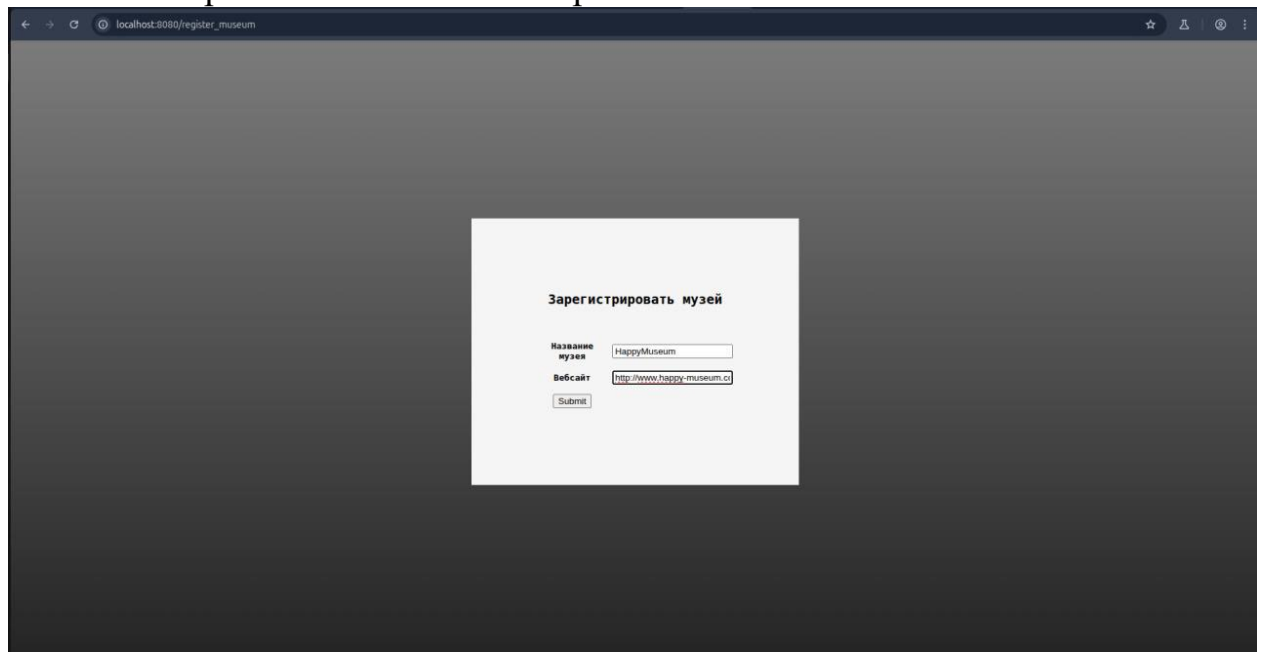 localhost:8080/register_museum
Зарегистрировать музей
Название
музея
HappyMuseum
Вебсайт
http://www.happy-museum.co
Submit